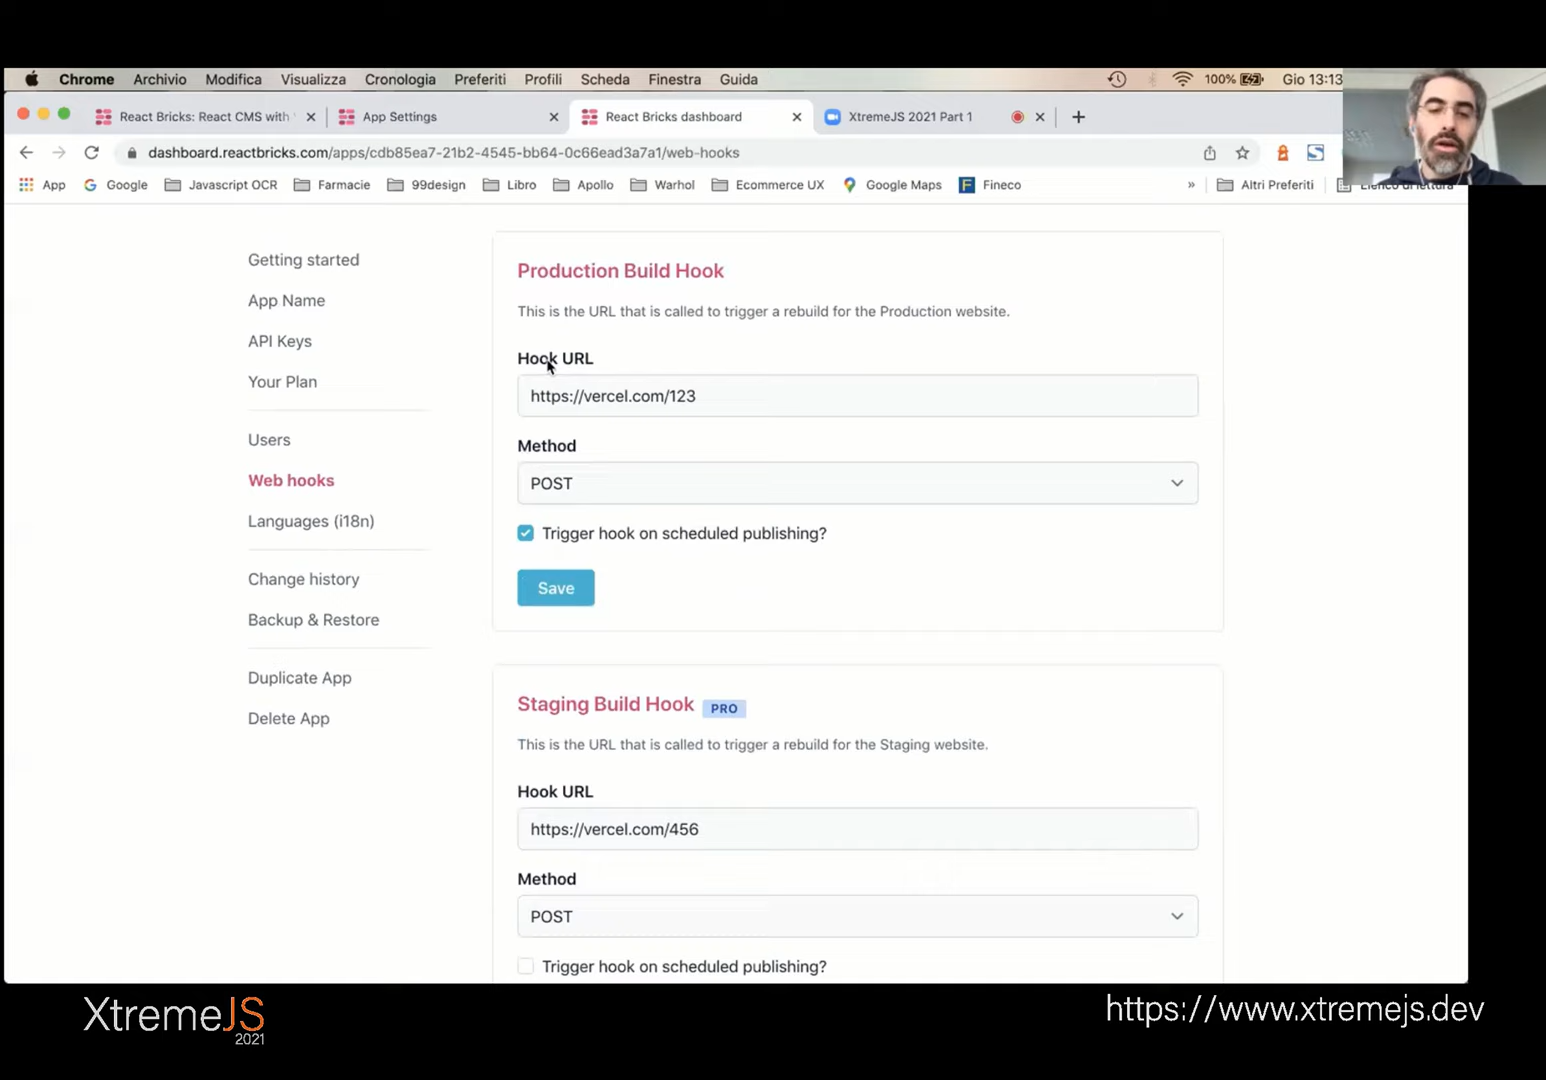 Chrome Archivio Modifica Visualizza Cronologia Preferiti Profili Scheda Finestra Guida 100% Gio 13:13
React Bricks: React CMS with App Settings React Bricks dashboard XtremeJS 2021 Part 1
dashboard.reactbricks.com/apps/cdb85ea7-21b2-4545-bb64-0c66ead3a7a1/web-hooks
App Google Javascript OCR Farmacie 99design Libro Apollo Warhol Ecommerce UX Google Maps Fineco » Altri Preferiti Elenco di lettura
Getting started
App Name
API Keys
Your Plan
Users
Web hooks
Languages (i18n)
Change history
Backup & Restore
Duplicate App
Delete App
Production Build Hook
This is the URL that is called to trigger a rebuild for the Production website.
Hook URL
https://vercel.com/123
Method
POST
Trigger hook on scheduled publishing?
Save
Staging Build Hook PRO
This is the URL that is called to trigger a rebuild for the Staging website.
Hook URL
https://vercel.com/456
Method
POST
Trigger hook on scheduled publishing?
XtremeJS
2021
https://www.xtremejs.dev